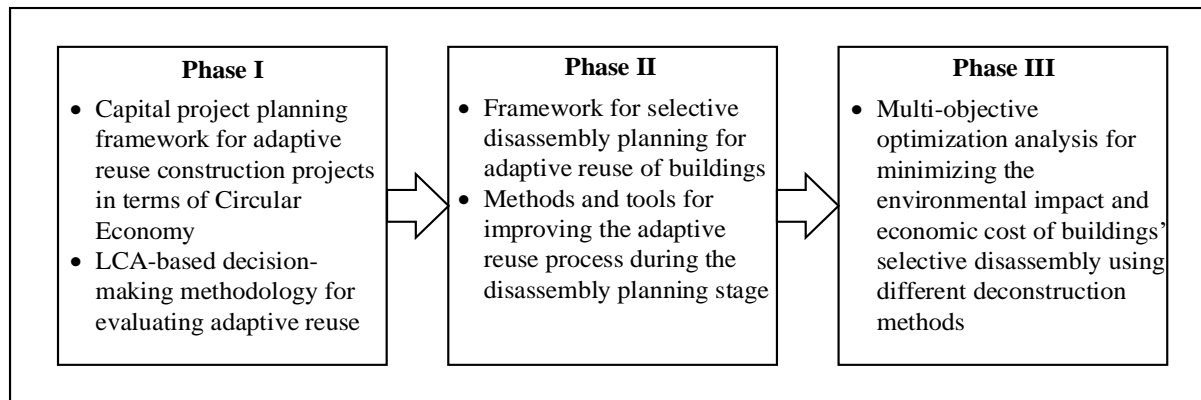 Phase I
• Capital project planning
framework for adaptive
reuse construction projects
in terms of Circular
Economy
• LCA-based decision-
making methodology for
evaluating adaptive reuse
Phase II
• Framework for selective
disassembly planning for
adaptive reuse of buildings
• Methods and tools for
improving the adaptive
reuse process during the
disassembly planning stage
Phase III
• Multi-objective
optimization analysis for
minimizing the
environmental impact and
economic cost of buildings’
selective disassembly using
different deconstruction
methods